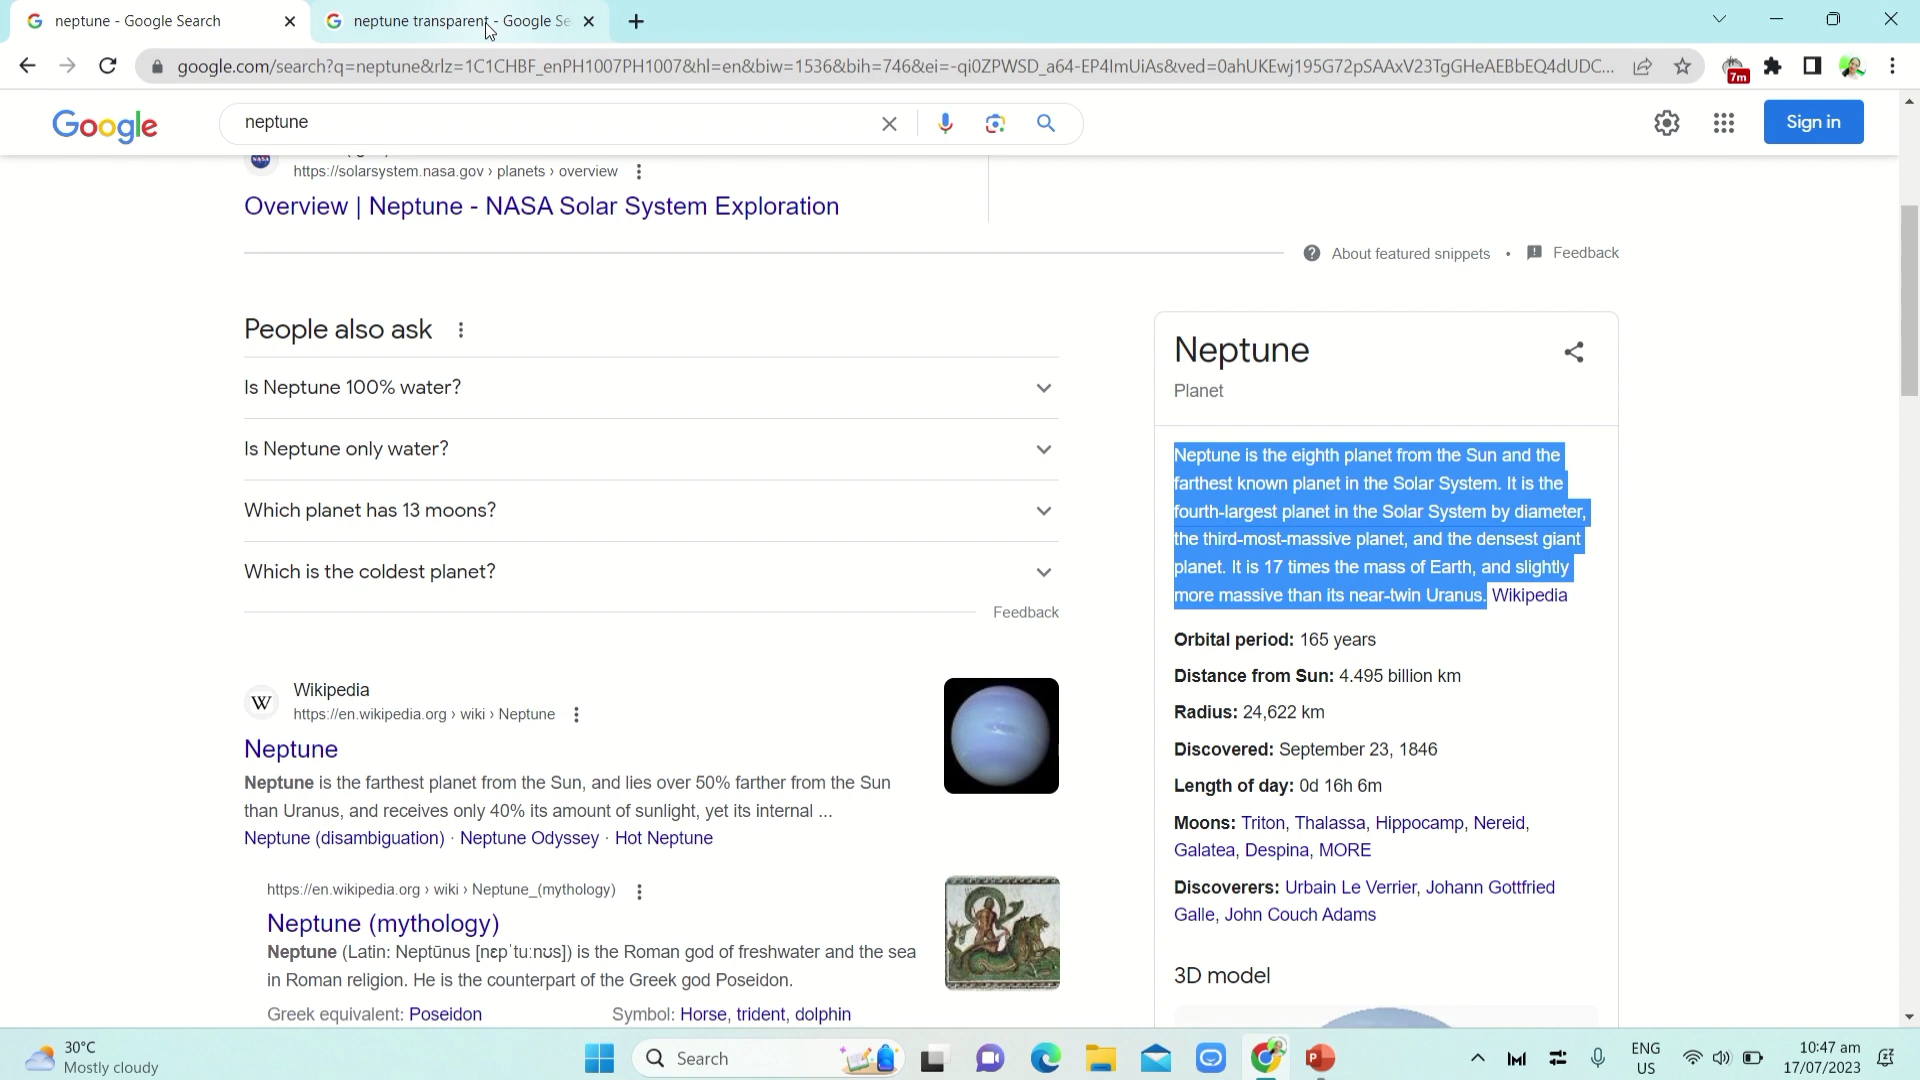 neptune - Google Search
neptune transparent - Google Se
google.com/search?q=neptune&rlz=1C1CHBF_enPH1007PH1007&hl=en&biw=1536&bih=746&ei=-qi0ZPWSD_a64-EP4ImUiAs&ved=0ahUKEwj195G72pSAAxV23TgGHeAEBbEQ4dUDC...
7m
Google
neptune
Sign in
NASA
https://solarsystem.nasa.gov › planets › overview
Overview | Neptune - NASA Solar System Exploration
About featured snippets • Feedback
People also ask
Is Neptune 100% water?
Is Neptune only water?
Which planet has 13 moons?
Which is the coldest planet?
Feedback
W
Wikipedia
https://en.wikipedia.org › wiki › Neptune
Neptune
Neptune is the farthest planet from the Sun, and lies over 50% farther from the Sun
than Uranus, and receives only 40% its amount of sunlight, yet its internal ...
Neptune (disambiguation) · Neptune Odyssey · Hot Neptune
https://en.wikipedia.org › wiki › Neptune_(mythology)
Neptune (mythology)
Neptune (Latin: Neptūnus [nɛpˈtuːnʊs]) is the Roman god of freshwater and the sea
in Roman religion. He is the counterpart of the Greek god Poseidon.
Greek equivalent: Poseidon Symbol: Horse, trident, dolphin
Neptune
Planet
Neptune is the eighth planet from the Sun and the
farthest known planet in the Solar System. It is the
fourth-largest planet in the Solar System by diameter,
the third-most-massive planet, and the densest giant
planet. It is 17 times the mass of Earth, and slightly
more massive than its near-twin Uranus. Wikipedia
Orbital period: 165 years
Distance from Sun: 4.495 billion km
Radius: 24,622 km
Discovered: September 23, 1846
Length of day: 0d 16h 6m
Moons: Triton, Thalassa, Hippocamp, Nereid,
Galatea, Despina, MORE
Discoverers: Urbain Le Verrier, Johann Gottfried
Galle, John Couch Adams
3D model
30°C
Mostly cloudy
Search
ENG
US
10:47 am
17/07/2023